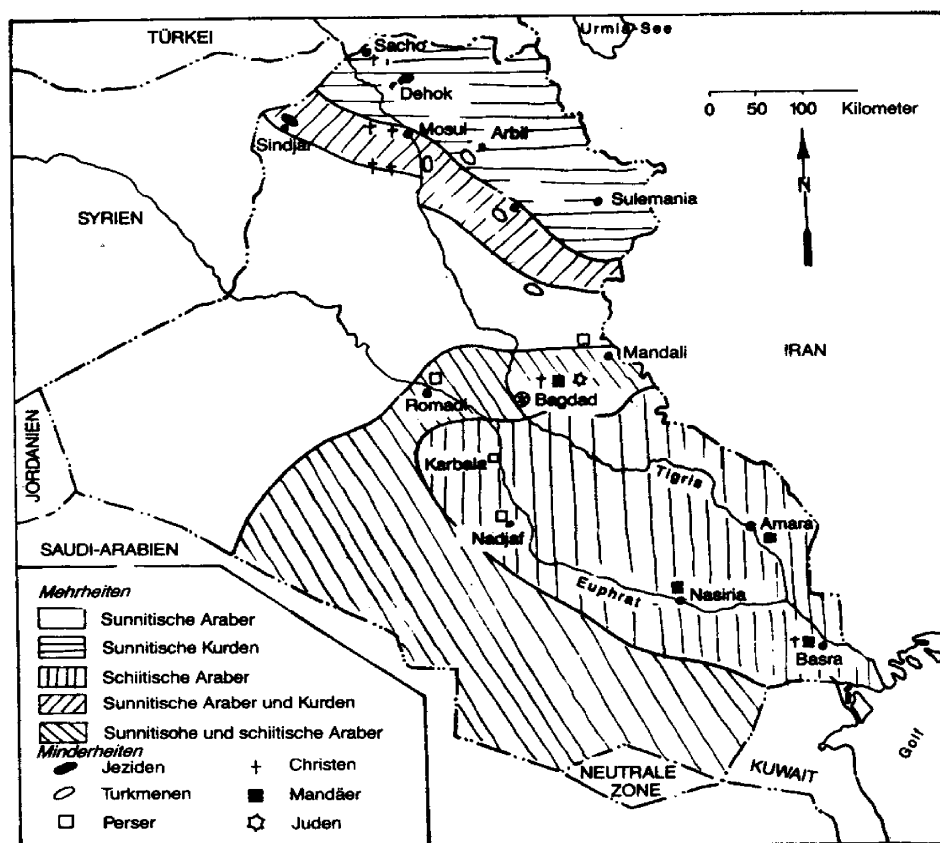 TÜRKEI
Urmia-See
Sacho
Dehok
0 50 100 Kilometer
Sindjar
Mosul
Arbil
N
Sulemania
SYRIEN
Mandali
IRAN
Romadi
Bagdad
JORDANIEN
Karbala
Tigris
Nadjaf
Amara
SAUDI-ARABIEN
Euphrat
Nasiria
Basra
Golf
NEUTRALE
ZONE
KUWAIT
Mehrheiten
Sunnitische Araber
Sunnitische Kurden
Schiitische Araber
Sunnitische Araber und Kurden
Sunnitisohe und schiitische Araber
Minderheiten
Jeziden
Christen
Turkmenen
Mandäer
Perser
Juden